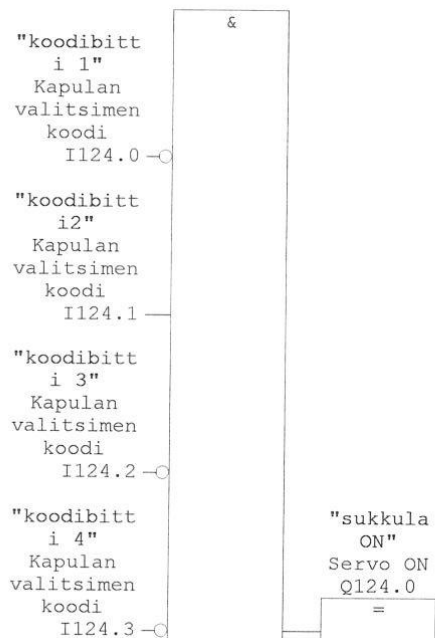 &
"koodibitt
i 1"
Kapulan
valitsimen
koodi
I124.0
"koodibitt
i2"
Kapulan
valitsimen
koodi
I124.1
"koodibitt
i 3"
Kapulan
valitsimen
koodi
I124.2
"koodibitt
i 4"
Kapulan
valitsimen
koodi
I124.3
"sukkula
ON"
Servo ON
Q124.0
=